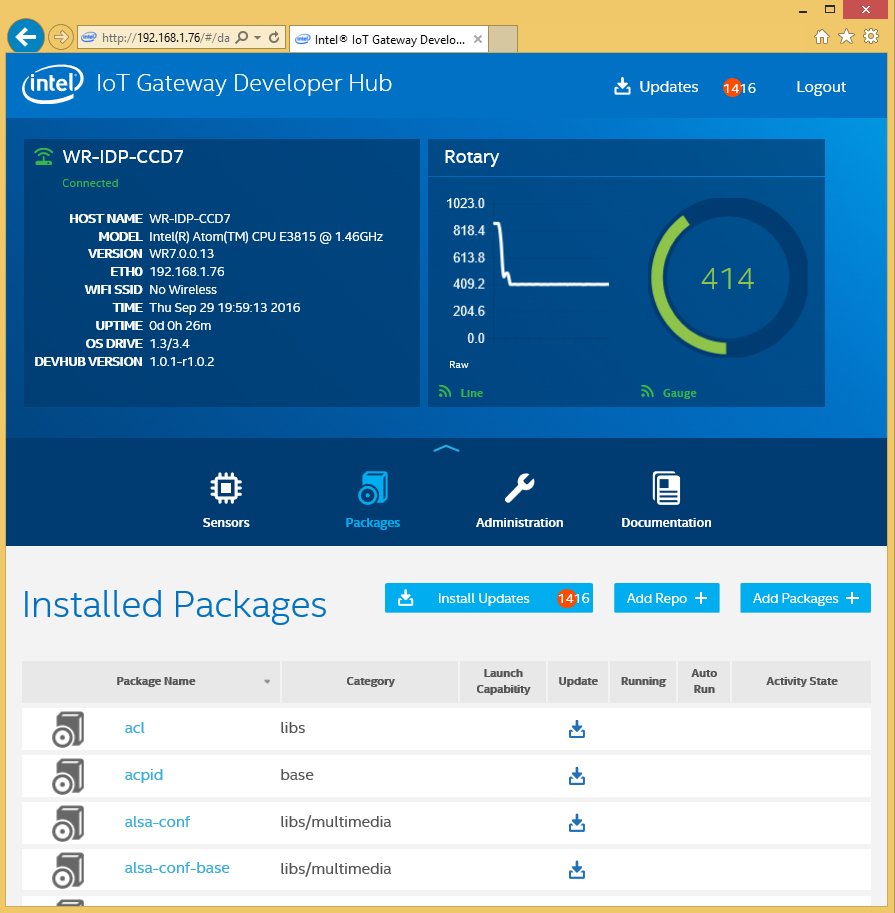 http://192.168.1.76/#/da
Intel® IoT Gateway Develo...
intel IoT Gateway Developer Hub
Updates 1416 Logout
WR-IDP-CCD7
Connected
HOST NAME WR-IDP-CCD7
MODEL Intel(R) Atom(TM) CPU E3815 @ 1.46GHz
VERSION WR7.0.0.13
ETH0 192.168.1.76
WIFI SSID No Wireless
TIME Thu Sep 29 19:59:13 2016
UPTIME 0d 0h 26m
OS DRIVE 1.3/3.4
DEVHUB VERSION 1.0.1-r1.0.2
Rotary
1023.0
818.4
613.8
409.2
204.6
0.0
Raw
Line
414
Gauge
Sensors
Packages
Administration
Documentation
Installed Packages
Install Updates 1416
Add Repo
Add Packages
Package Name
Category
Launch
Capability
Update
Running
Auto
Run
Activity State
acl libs
acpid base
alsa-conf libs/multimedia
alsa-conf-base libs/multimedia